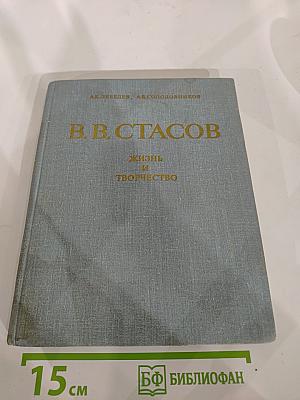 А.К.ЛЕБЕДЕВ, А.В.СОЛОДОВНИКОВ
В.В.СТАСОВ
ЖИЗНЬ
И
ТВОРЧЕСТВО
15 см
БФ БИБЛИОФАН